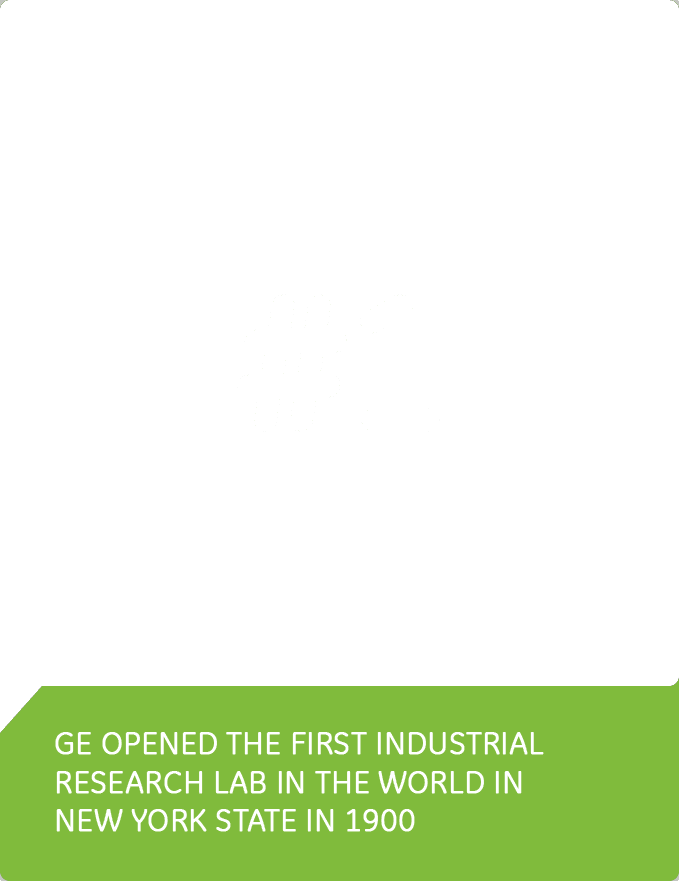 GE OPENED THE FIRST INDUSTRIAL
RESEARCH LAB IN THE WORLD IN
NEW YORK STATE IN 1900